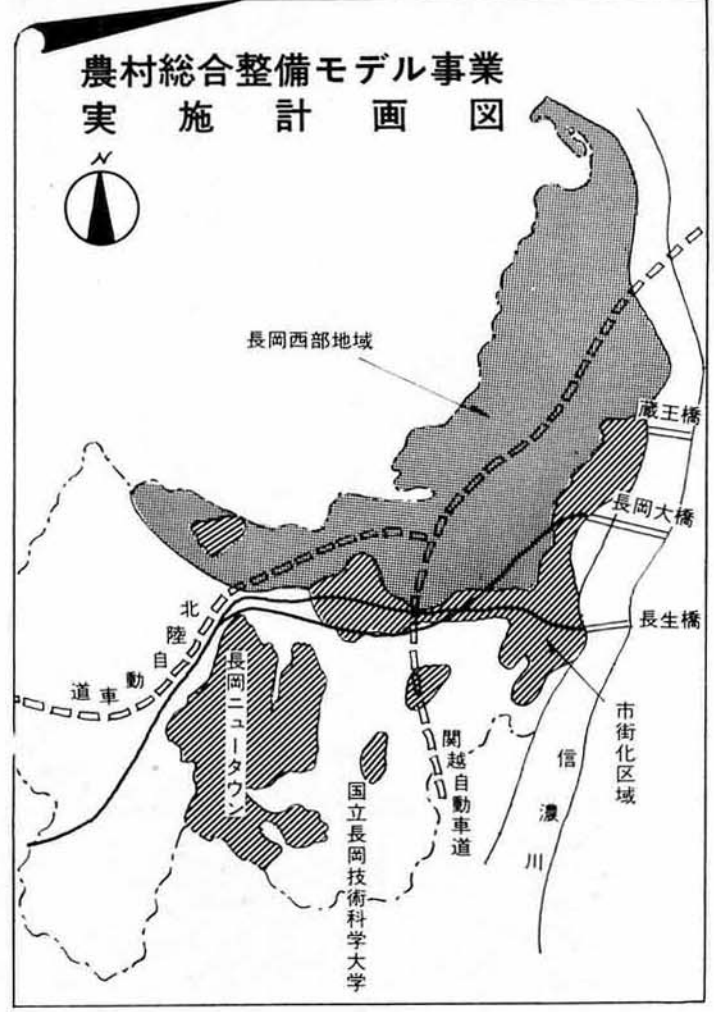 農村総合整備モデル事業
実施計画図
N
長岡西部地域
蔵王橋
長岡大橋
長生橋
北陸自動車道
長岡ニュータウン
国立長岡技術科学大学
関越自動車道
市街化区域
信濃川